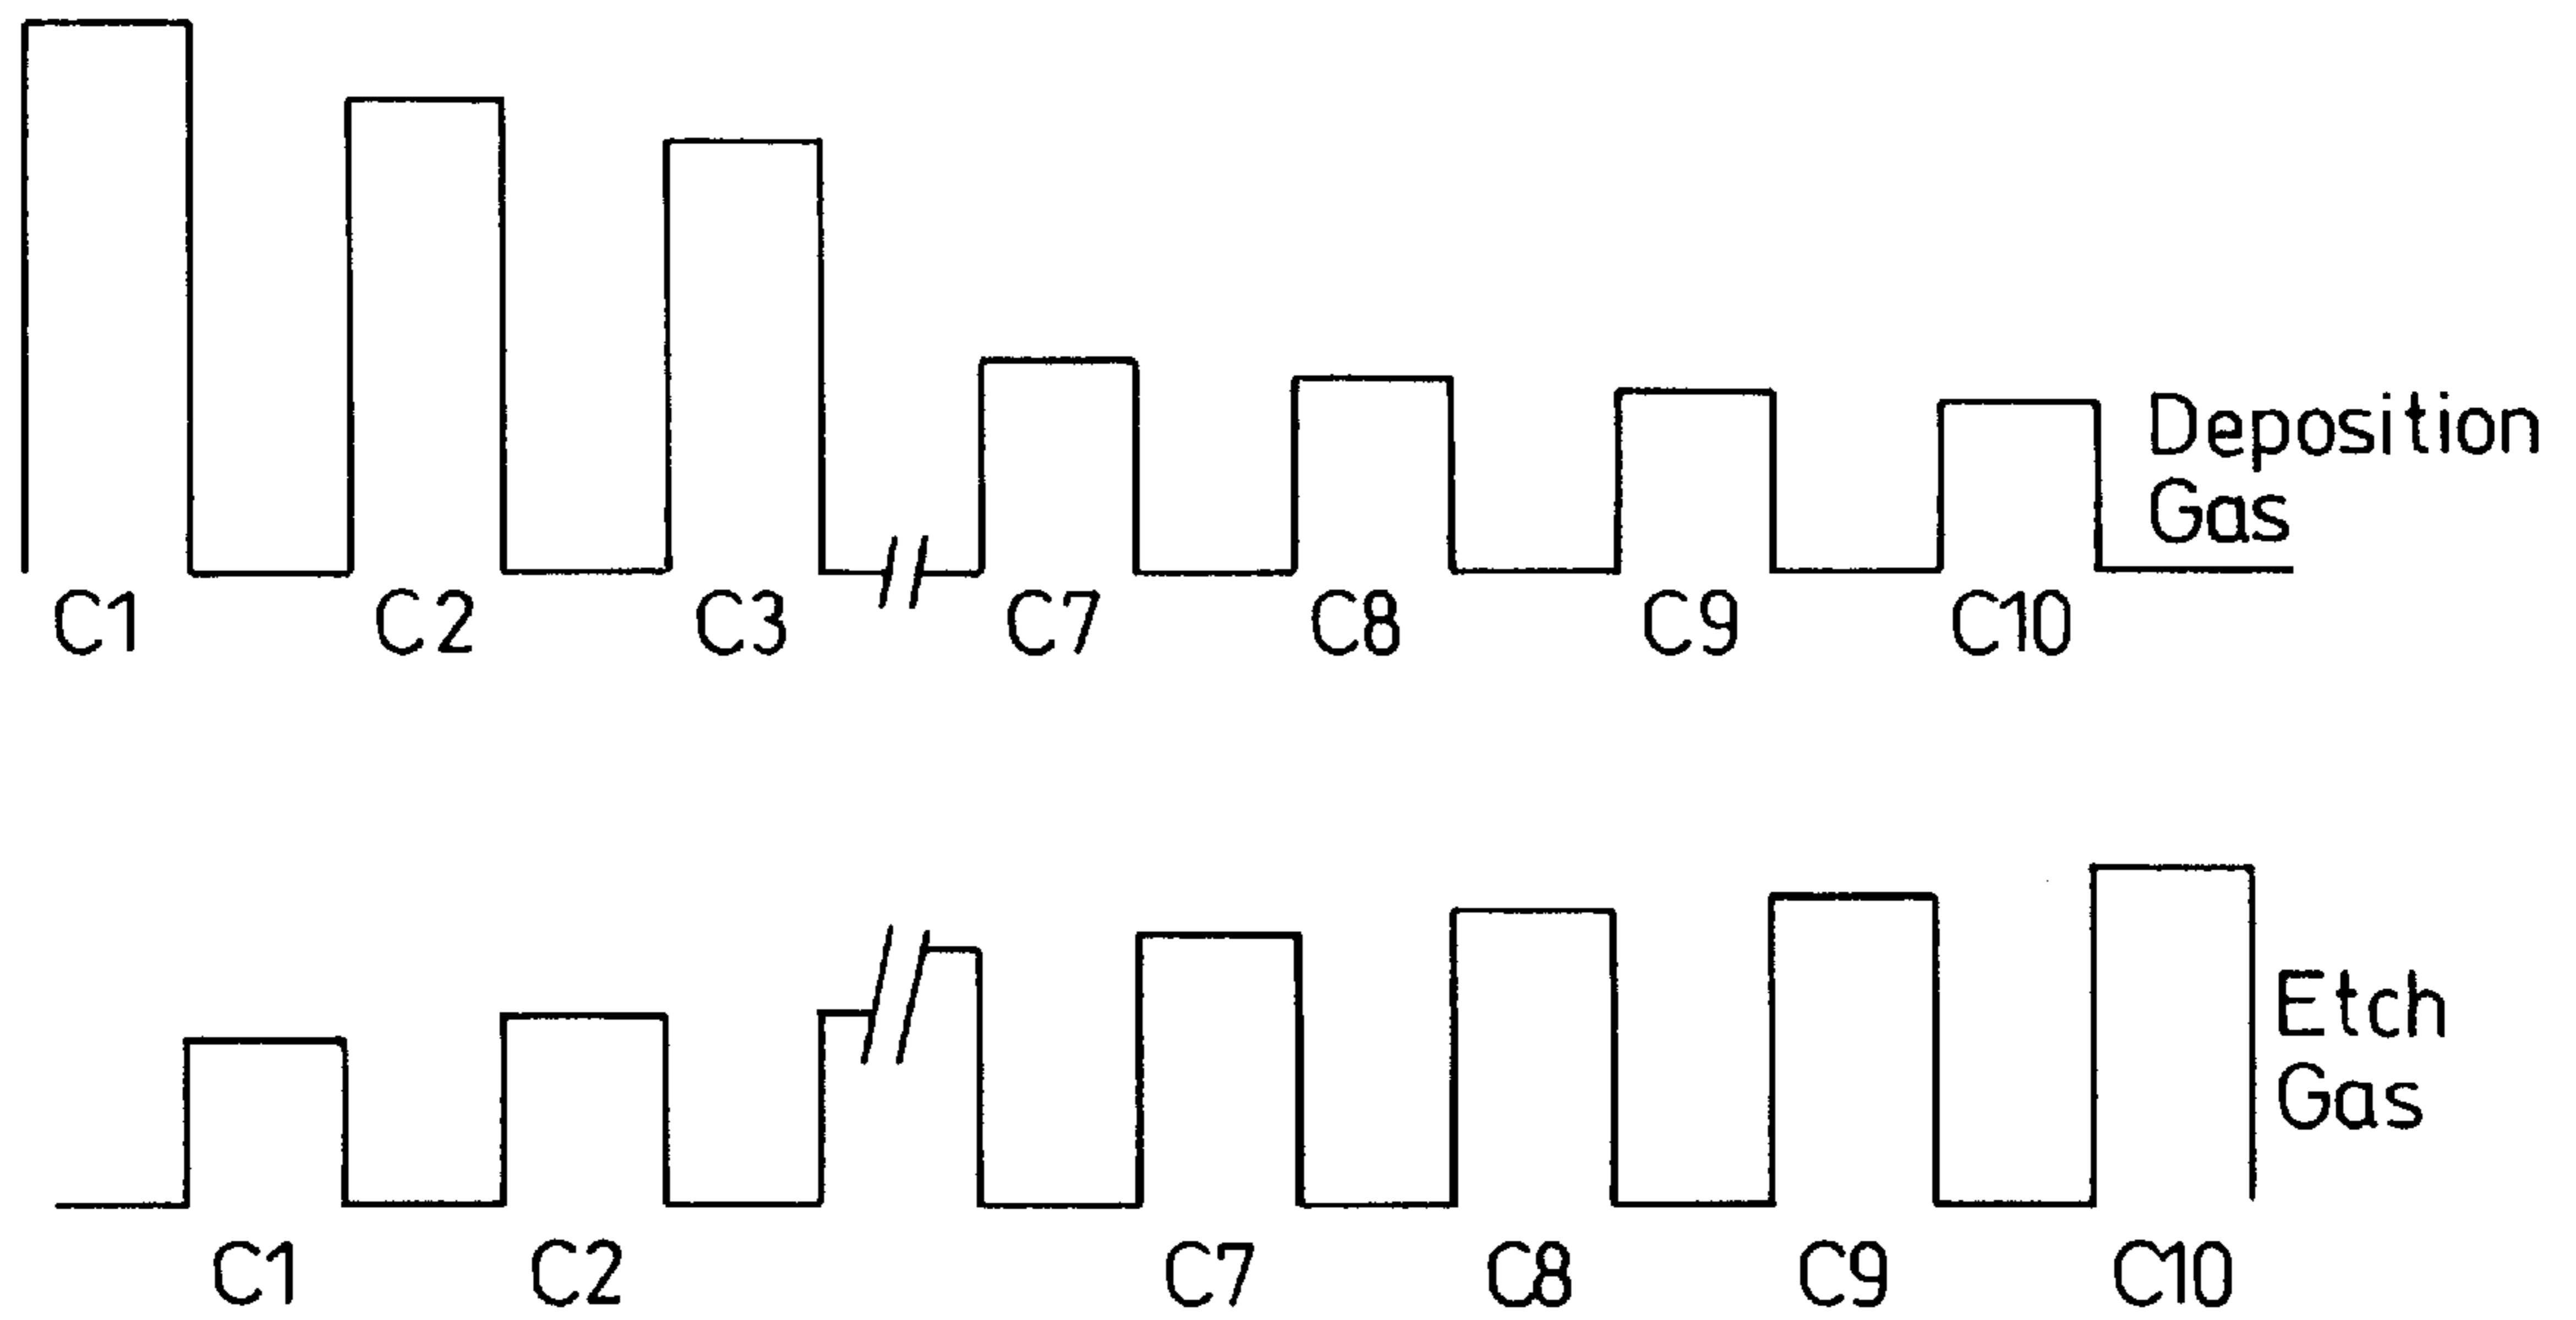 Deposition
Gas
C1 C2 C3 C7 C8 C9 C10
Etch
Gas
C1 C2 C7 C8 C9 C10